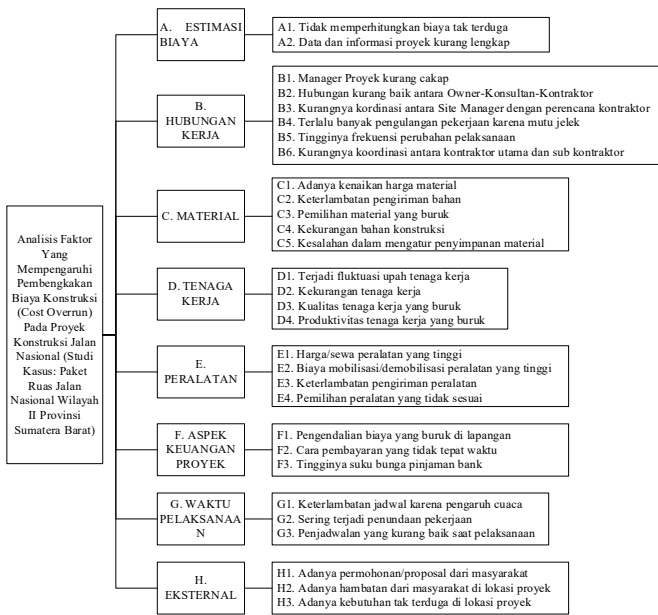 Analisis Faktor
Yang
Mempengaruhi
Pembengkakan
Biaya Konstruksi
(Cost Overrun)
Pada Proyek
Konstruksi Jalan
Nasional (Studi
Kasus: Paket
Ruas Jalan
Nasional Wilayah
II Provinsi
Sumatera Barat)
A. ESTIMASI
BIAYA
A1. Tidak memperhitungkan biaya tak terduga
A2. Data dan informasi proyek kurang lengkap
B.
HUBUNGAN
KERJA
B1. Manager Proyek kurang cakap
B2. Hubungan kurang baik antara Owner-Konsultan-Kontraktor
B3. Kurangnya kordinasi antara Site Manager dengan perencana kontraktor
B4. Terlalu banyak pengulangan pekerjaan karena mutu jelek
B5. Tingginya frekuensi perubahan pelaksanaan
B6. Kurangnya koordinasi antara kontraktor utama dan sub kontraktor
C. MATERIAL
C1. Adanya kenaikan harga material
C2. Keterlambatan pengiriman bahan
C3. Pemilihan material yang buruk
C4. Kekurangan bahan konstruksi
C5. Kesalahan dalam mengatur penyimpanan material
D. TENAGA
KERJA
D1. Terjadi fluktuasi upah tenaga kerja
D2. Kekurangan tenaga kerja
D3. Kualitas tenaga kerja yang buruk
D4. Produktivitas tenaga kerja yang buruk
E.
PERALATAN
E1. Harga/sewa peralatan yang tinggi
E2. Biaya mobilisasi/demobilisasi peralatan yang tinggi
E3. Keterlambatan pengiriman peralatan
E4. Pemilihan peralatan yang tidak sesuai
F. ASPEK
KEUANGAN
PROYEK
F1. Pengendalian biaya yang buruk di lapangan
F2. Cara pembayaran yang tidak tepat waktu
F3. Tingginya suku bunga pinjaman bank
G. WAKTU
PELAKSANAA
N
G1. Keterlambatan jadwal karena pengaruh cuaca
G2. Sering terjadi penundaan pekerjaan
G3. Penjadwalan yang kurang baik saat pelaksanaan
H.
EKSTERNAL
H1. Adanya permohonan/proposal dari masyarakat
H2. Adanya hambatan dari masyarakat di lokasi proyek
H3. Adanya kebutuhan tak terduga di lokasi proyek